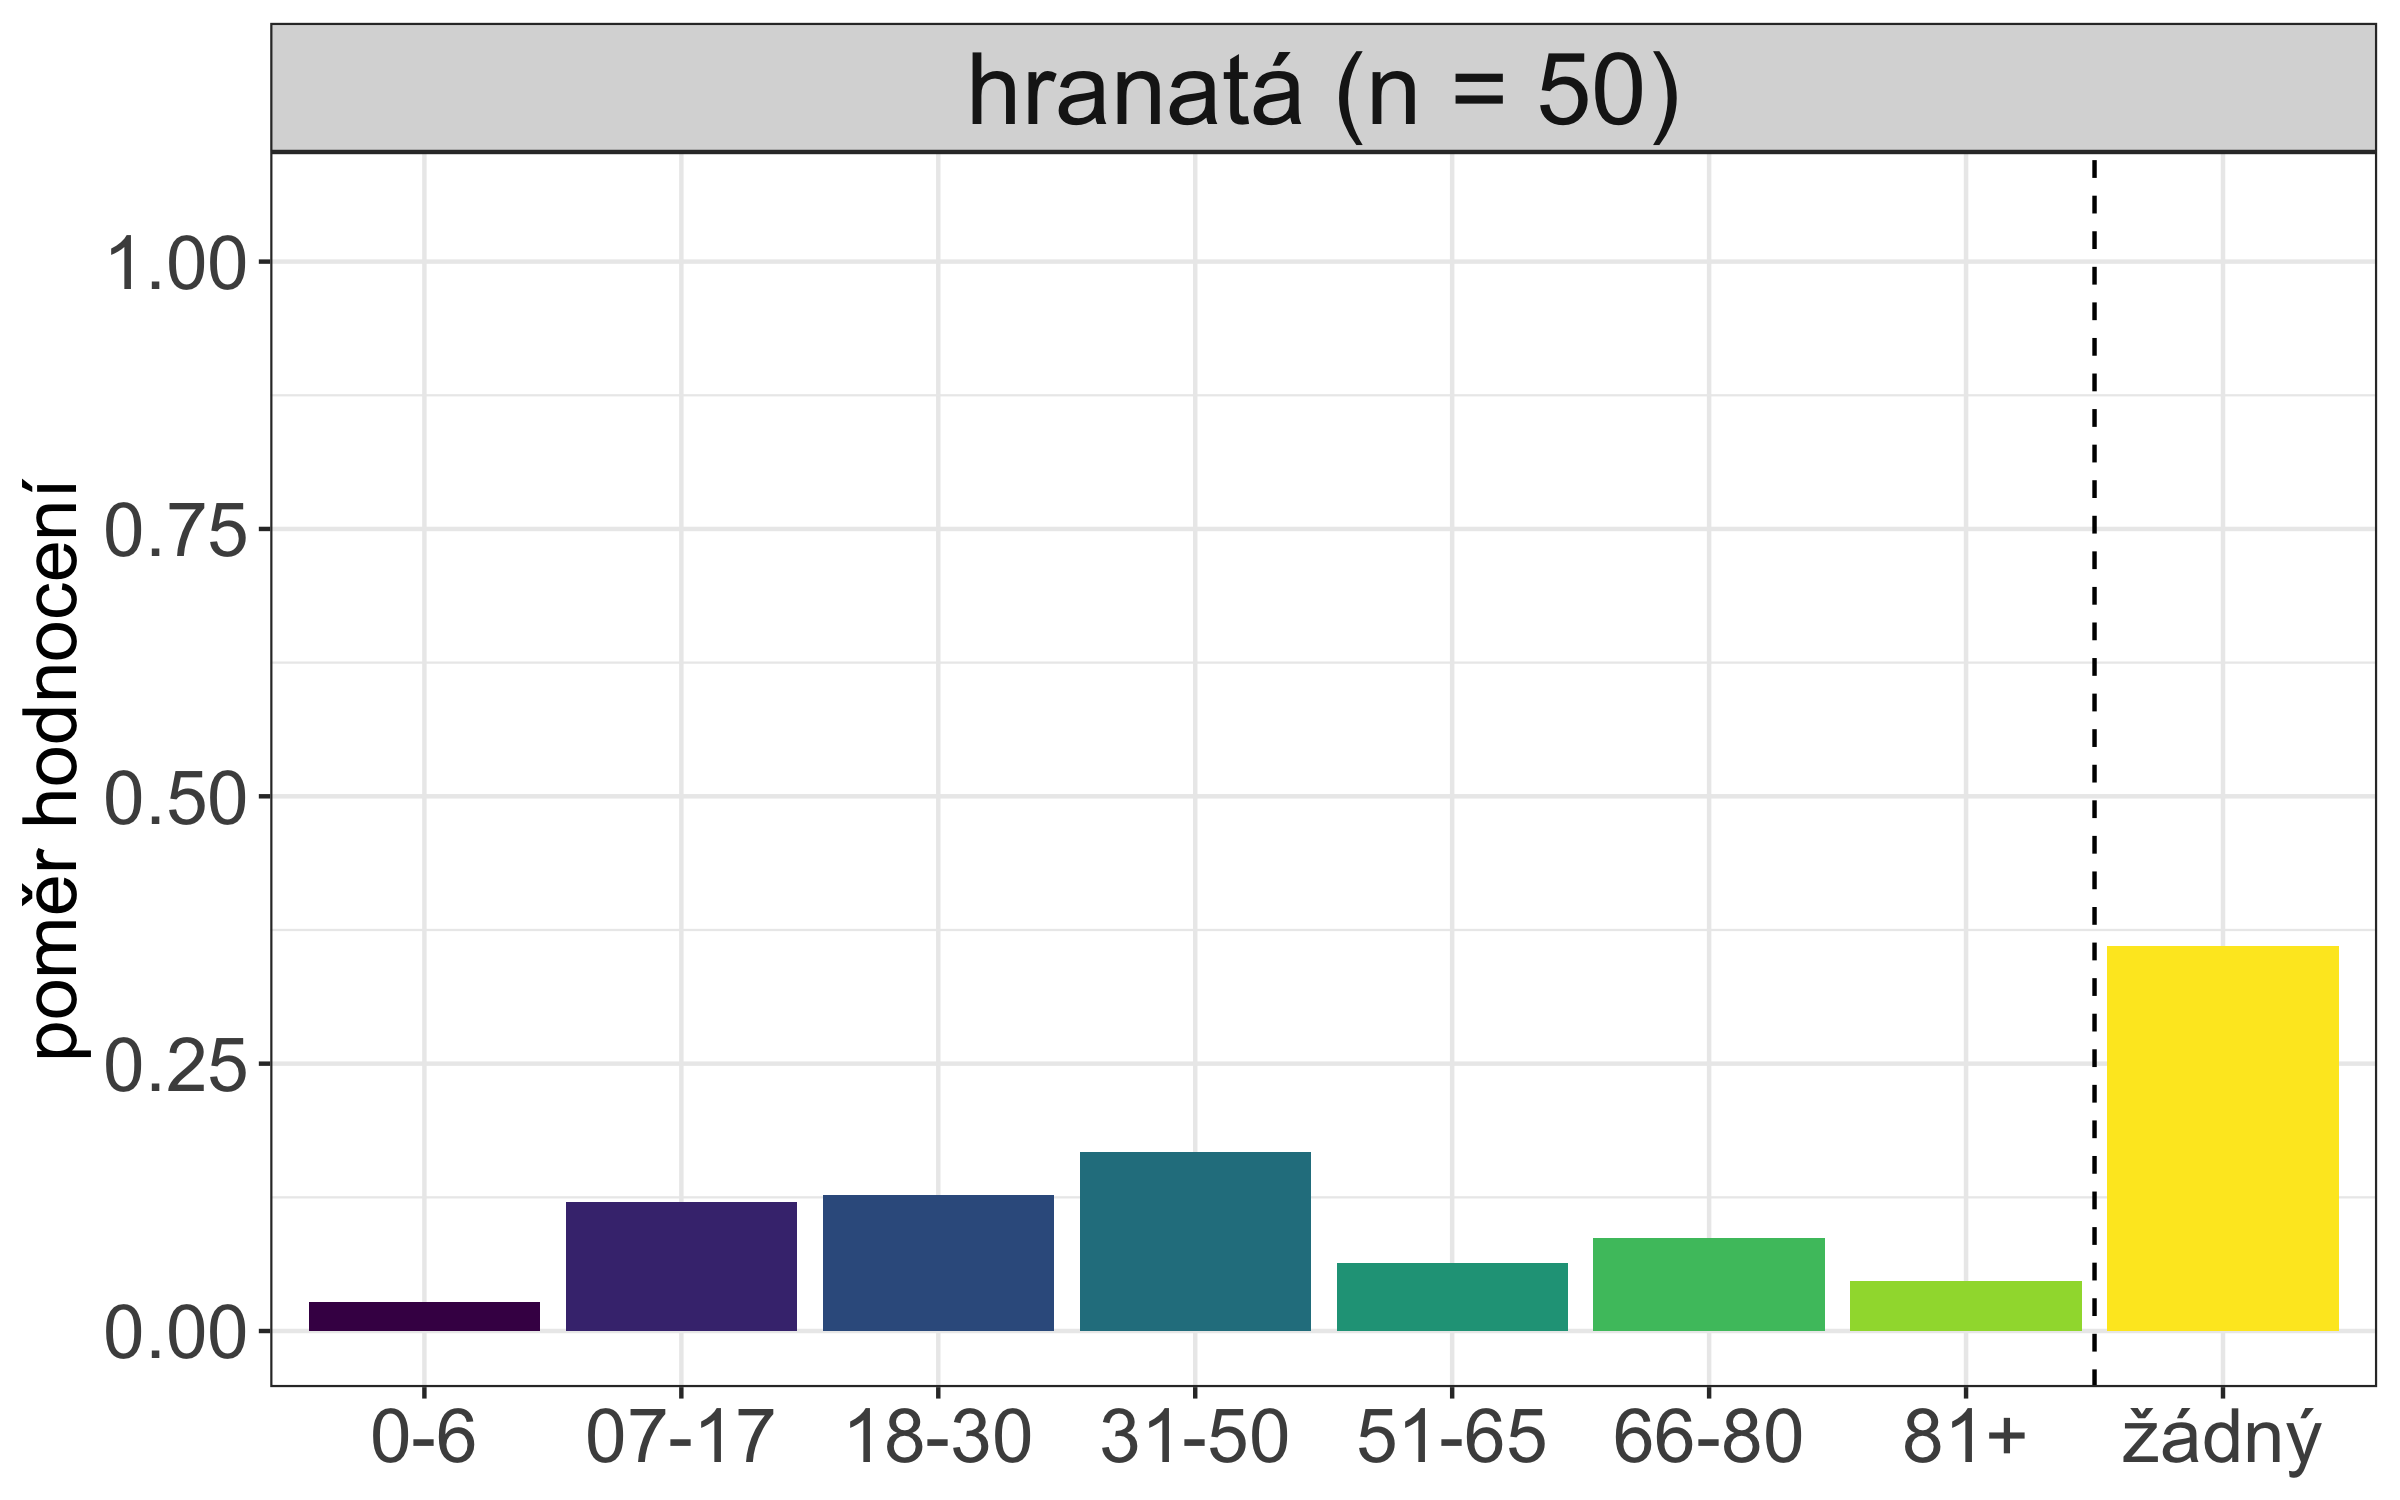 hranatá (n = 50)
poměr hodnocení
1.00
0.75
0.50
0.25
0.00
0-6 07-17 18-30 31-50 51-65 66-80 81+ žádný